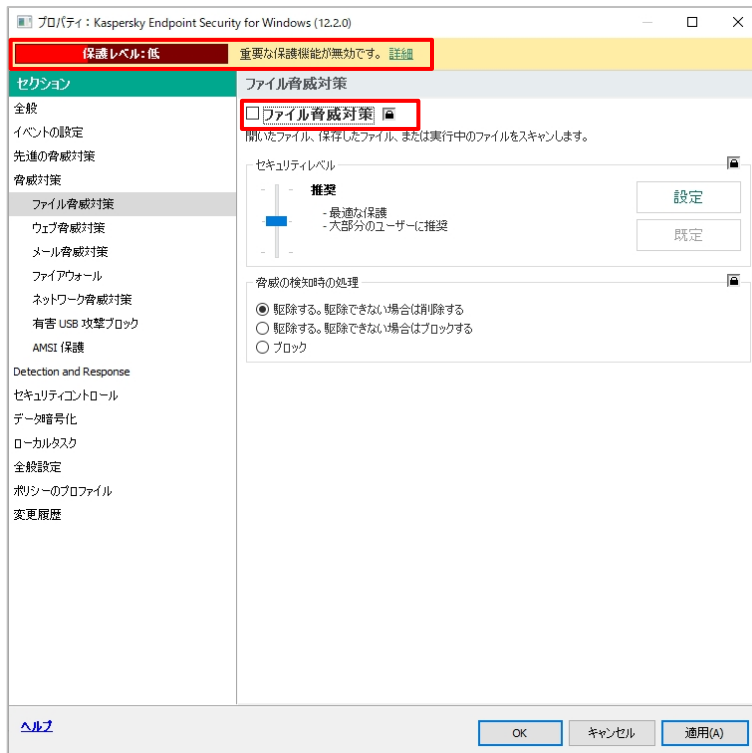 プロパティ：Kaspersky Endpoint Security for Windows (12.2.0)
保護レベル：低
重要な保護機能が無効です。 詳細
セクション
全般
イベントの設定
先進の脅威対策
脅威対策
ファイル脅威対策
ウェブ脅威対策
メール脅威対策
ファイアウォール
ネットワーク脅威対策
有害 USB 攻撃ブロック
AMSI 保護
Detection and Response
セキュリティコントロール
データ暗号化
ローカルタスク
全般設定
ポリシーのプロファイル
変更履歴
ファイル脅威対策
ファイル脅威対策
開いたファイル、保存したファイル、または実行中のファイルをスキャンします。
セキュリティレベル
推奨
- 最適な保護
- 大部分のユーザーに推奨
設定
既定
脅威の検知時の処理
駆除する。駆除できない場合は削除する
駆除する。駆除できない場合はブロックする
ブロック
ヘルプ
OK
キャンセル
適用(A)